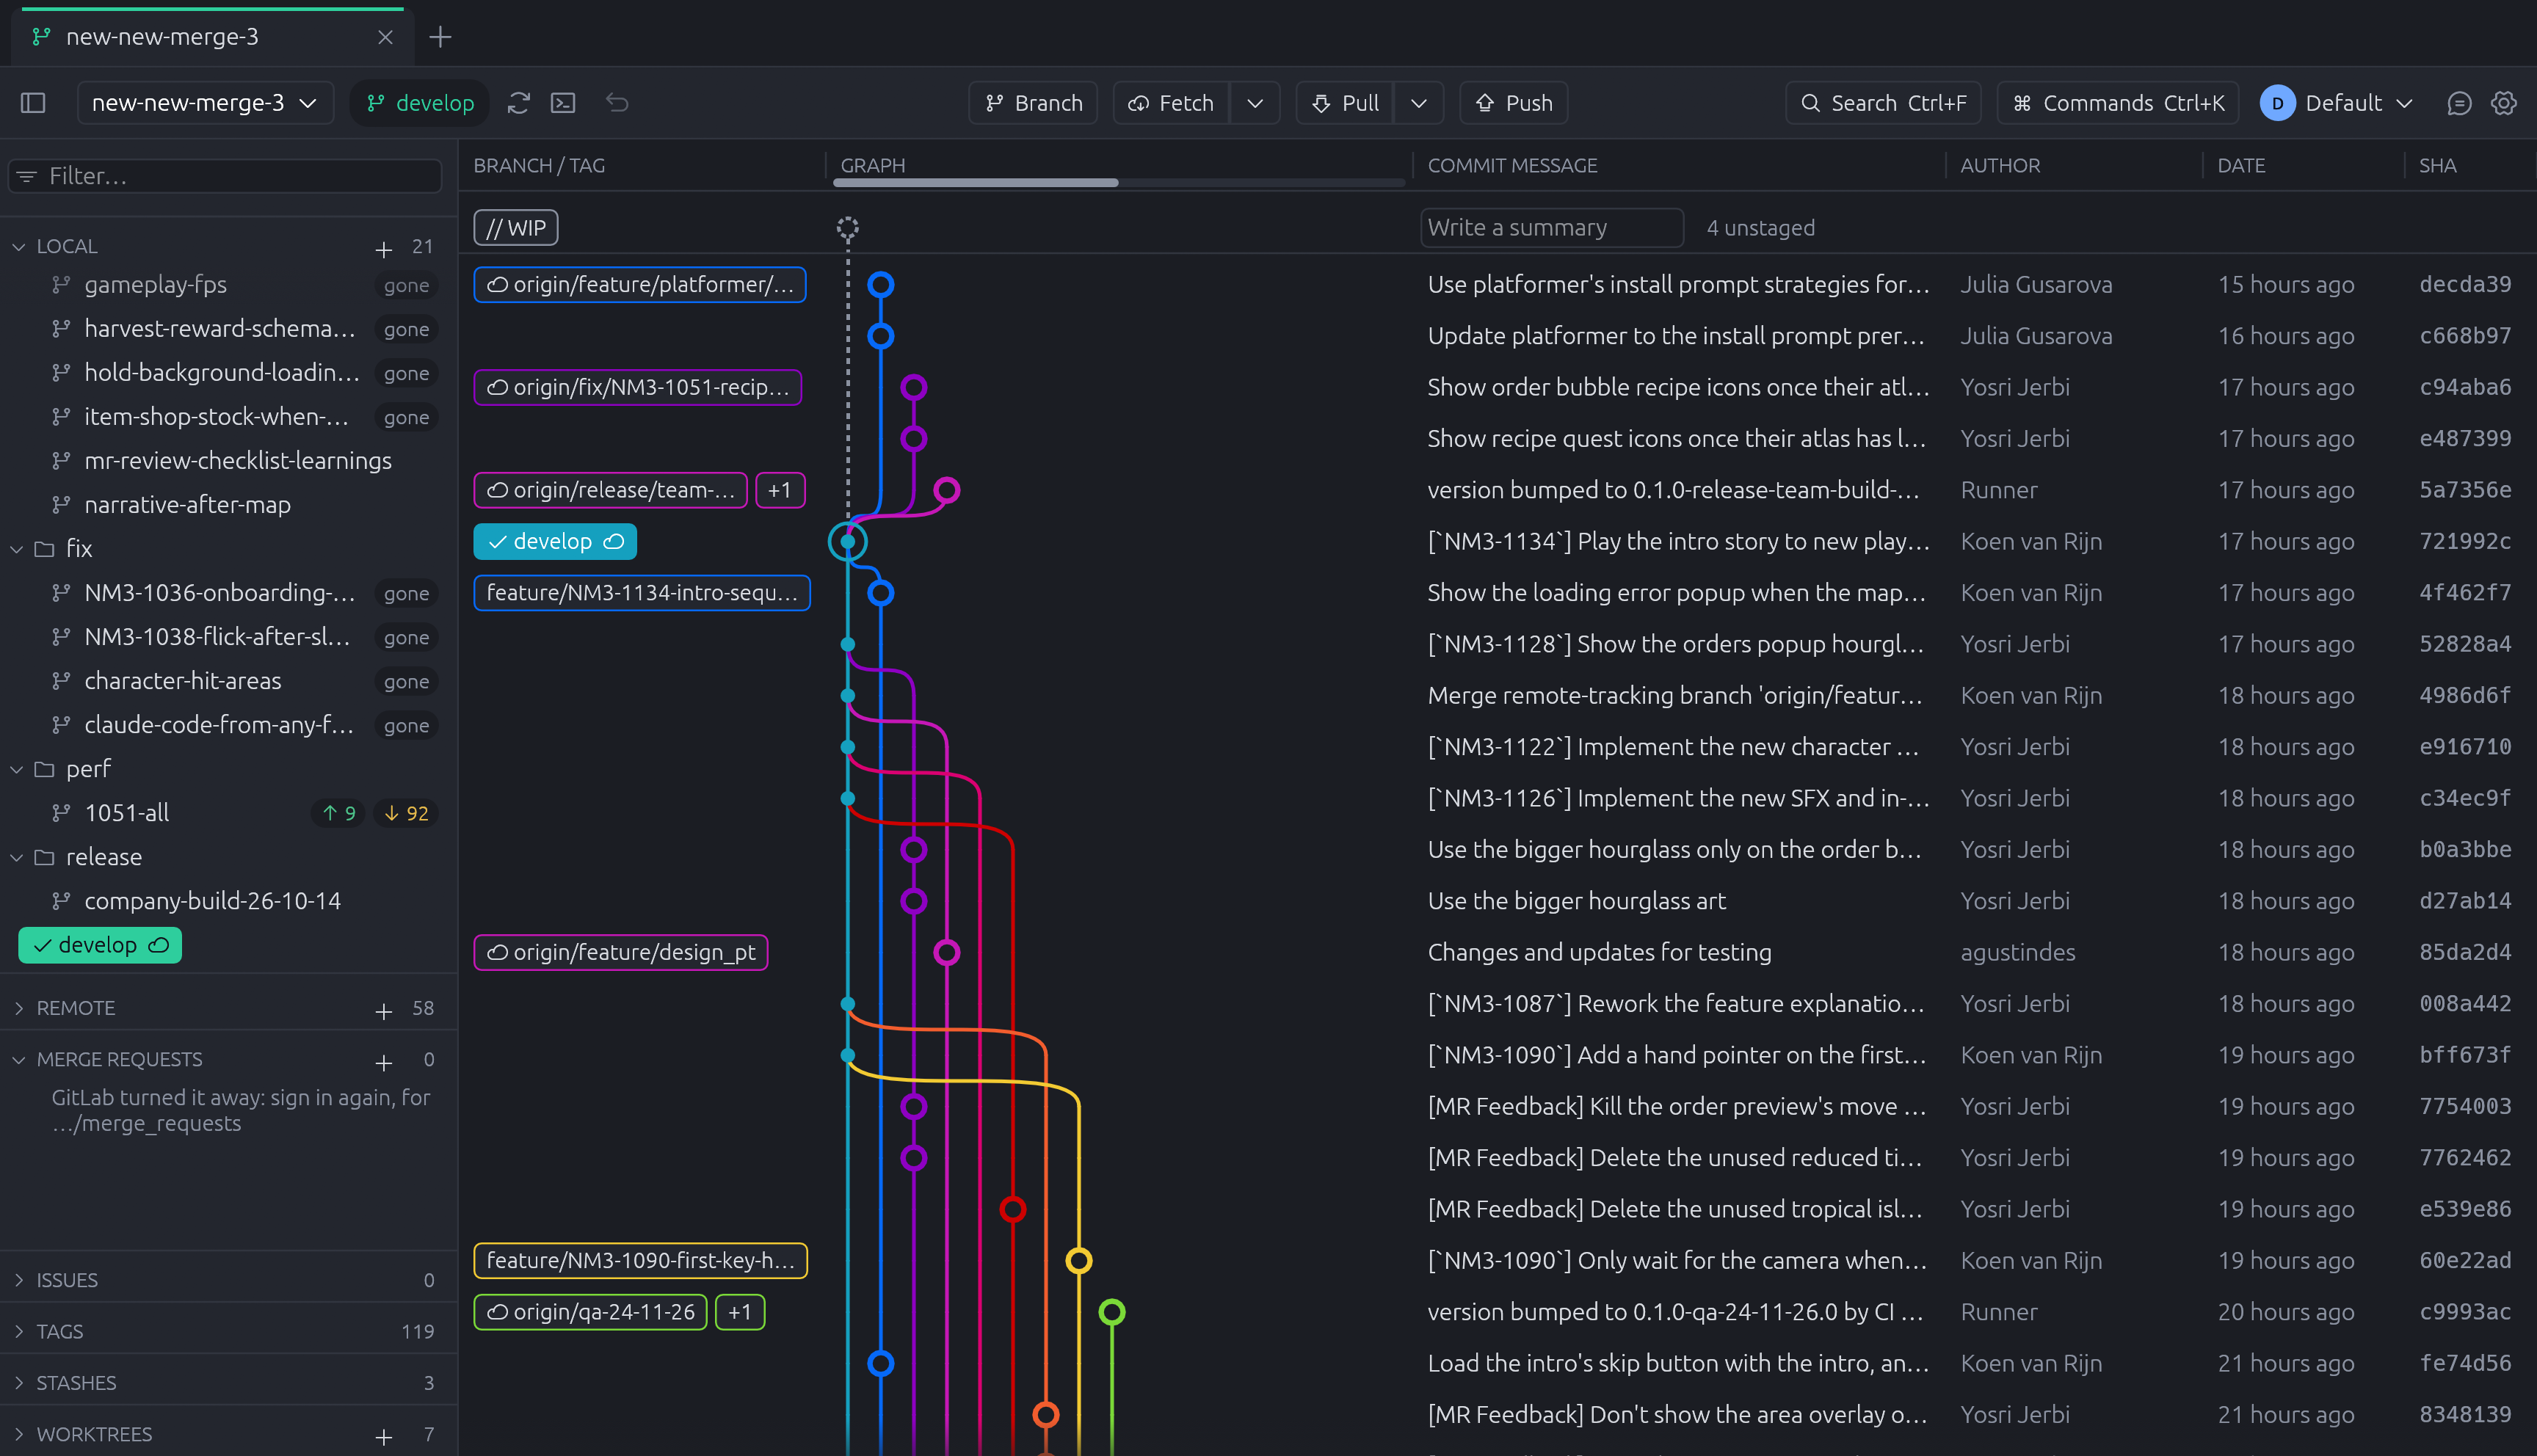 new-new-merge-3
new-new-merge-3 develop Branch Fetch Pull Push Search Ctrl+F Commands Ctrl+K D Default
Filter…
LOCAL 21
gameplay-fps gone
harvest-reward-schema… gone
hold-background-loadin… gone
item-shop-stock-when-… gone
mr-review-checklist-learnings
narrative-after-map
fix
NM3-1036-onboarding-… gone
NM3-1038-flick-after-sl… gone
character-hit-areas gone
claude-code-from-any-f… gone
perf
1051-all ↑ 9 ↓ 92
release
company-build-26-10-14
develop
REMOTE 58
MERGE REQUESTS 0
GitLab turned it away: sign in again, for
…/merge_requests
ISSUES 0
TAGS 119
STASHES 3
WORKTREES 7
BRANCH / TAG GRAPH COMMIT MESSAGE AUTHOR DATE SHA
// WIP Write a summary 4 unstaged
origin/feature/platformer/… Use platformer's install prompt strategies for… Julia Gusarova 15 hours ago decda39
Update platformer to the install prompt prer… Julia Gusarova 16 hours ago c668b97
origin/fix/NM3-1051-recip… Show order bubble recipe icons once their atl… Yosri Jerbi 17 hours ago c94aba6
Show recipe quest icons once their atlas has l… Yosri Jerbi 17 hours ago e487399
origin/release/team-… +1 version bumped to 0.1.0-release-team-build-… Runner 17 hours ago 5a7356e
develop [`NM3-1134`] Play the intro story to new play… Koen van Rijn 17 hours ago 721992c
feature/NM3-1134-intro-sequ… Show the loading error popup when the map… Koen van Rijn 17 hours ago 4f462f7
[`NM3-1128`] Show the orders popup hourgl… Yosri Jerbi 17 hours ago 52828a4
Merge remote-tracking branch 'origin/featur… Koen van Rijn 18 hours ago 4986d6f
[`NM3-1122`] Implement the new character … Yosri Jerbi 18 hours ago e916710
[`NM3-1126`] Implement the new SFX and in-… Yosri Jerbi 18 hours ago c34ec9f
Use the bigger hourglass only on the order b… Yosri Jerbi 18 hours ago b0a3bbe
Use the bigger hourglass art Yosri Jerbi 18 hours ago d27ab14
origin/feature/design_pt Changes and updates for testing agustindes 18 hours ago 85da2d4
[`NM3-1087`] Rework the feature explanatio… Yosri Jerbi 18 hours ago 008a442
[`NM3-1090`] Add a hand pointer on the first… Koen van Rijn 19 hours ago bff673f
[MR Feedback] Kill the order preview's move … Yosri Jerbi 19 hours ago 7754003
[MR Feedback] Delete the unused reduced ti… Yosri Jerbi 19 hours ago 7762462
[MR Feedback] Delete the unused tropical isl… Yosri Jerbi 19 hours ago e539e86
feature/NM3-1090-first-key-h… [`NM3-1090`] Only wait for the camera when… Koen van Rijn 19 hours ago 60e22ad
origin/qa-24-11-26 +1 version bumped to 0.1.0-qa-24-11-26.0 by CI … Runner 20 hours ago c9993ac
Load the intro's skip button with the intro, an… Koen van Rijn 21 hours ago fe74d56
[MR Feedback] Don't show the area overlay o… Yosri Jerbi 21 hours ago 8348139